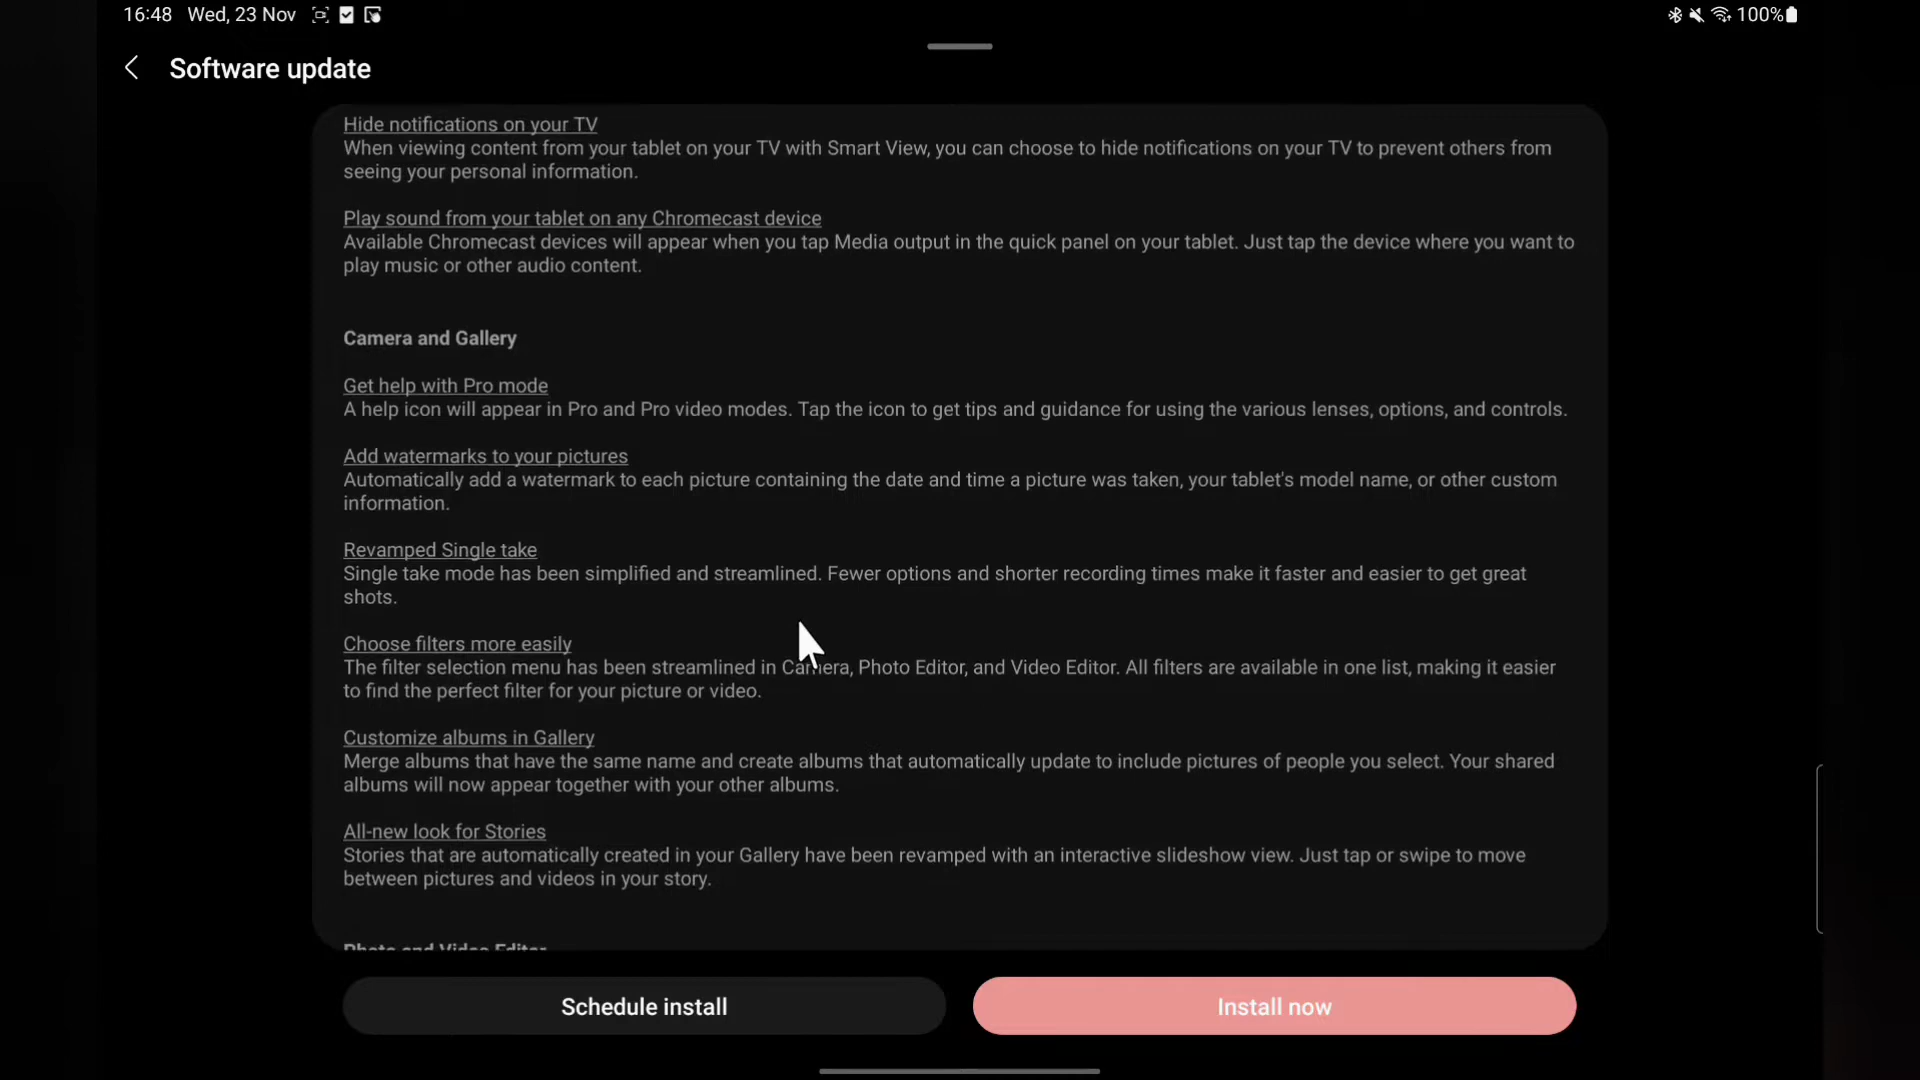 16:48 Wed, 23 Nov
100%
Software update
Hide notifications on your TV
When viewing content from your tablet on your TV with Smart View, you can choose to hide notifications on your TV to prevent others from
seeing your personal information.
Play sound from your tablet on any Chromecast device
Available Chromecast devices will appear when you tap Media output in the quick panel on your tablet. Just tap the device where you want to
play music or other audio content.
Camera and Gallery
Get help with Pro mode
A help icon will appear in Pro and Pro video modes. Tap the icon to get tips and guidance for using the various lenses, options, and controls.
Add watermarks to your pictures
Automatically add a watermark to each picture containing the date and time a picture was taken, your tablet's model name, or other custom
information.
Revamped Single take
Single take mode has been simplified and streamlined. Fewer options and shorter recording times make it faster and easier to get great
shots.
Choose filters more easily
The filter selection menu has been streamlined in Camera, Photo Editor, and Video Editor. All filters are available in one list, making it easier
to find the perfect filter for your picture or video.
Customize albums in Gallery
Merge albums that have the same name and create albums that automatically update to include pictures of people you select. Your shared
albums will now appear together with your other albums.
All-new look for Stories
Stories that are automatically created in your Gallery have been revamped with an interactive slideshow view. Just tap or swipe to move
between pictures and videos in your story.
Photo and Video Editor
Schedule install
Install now